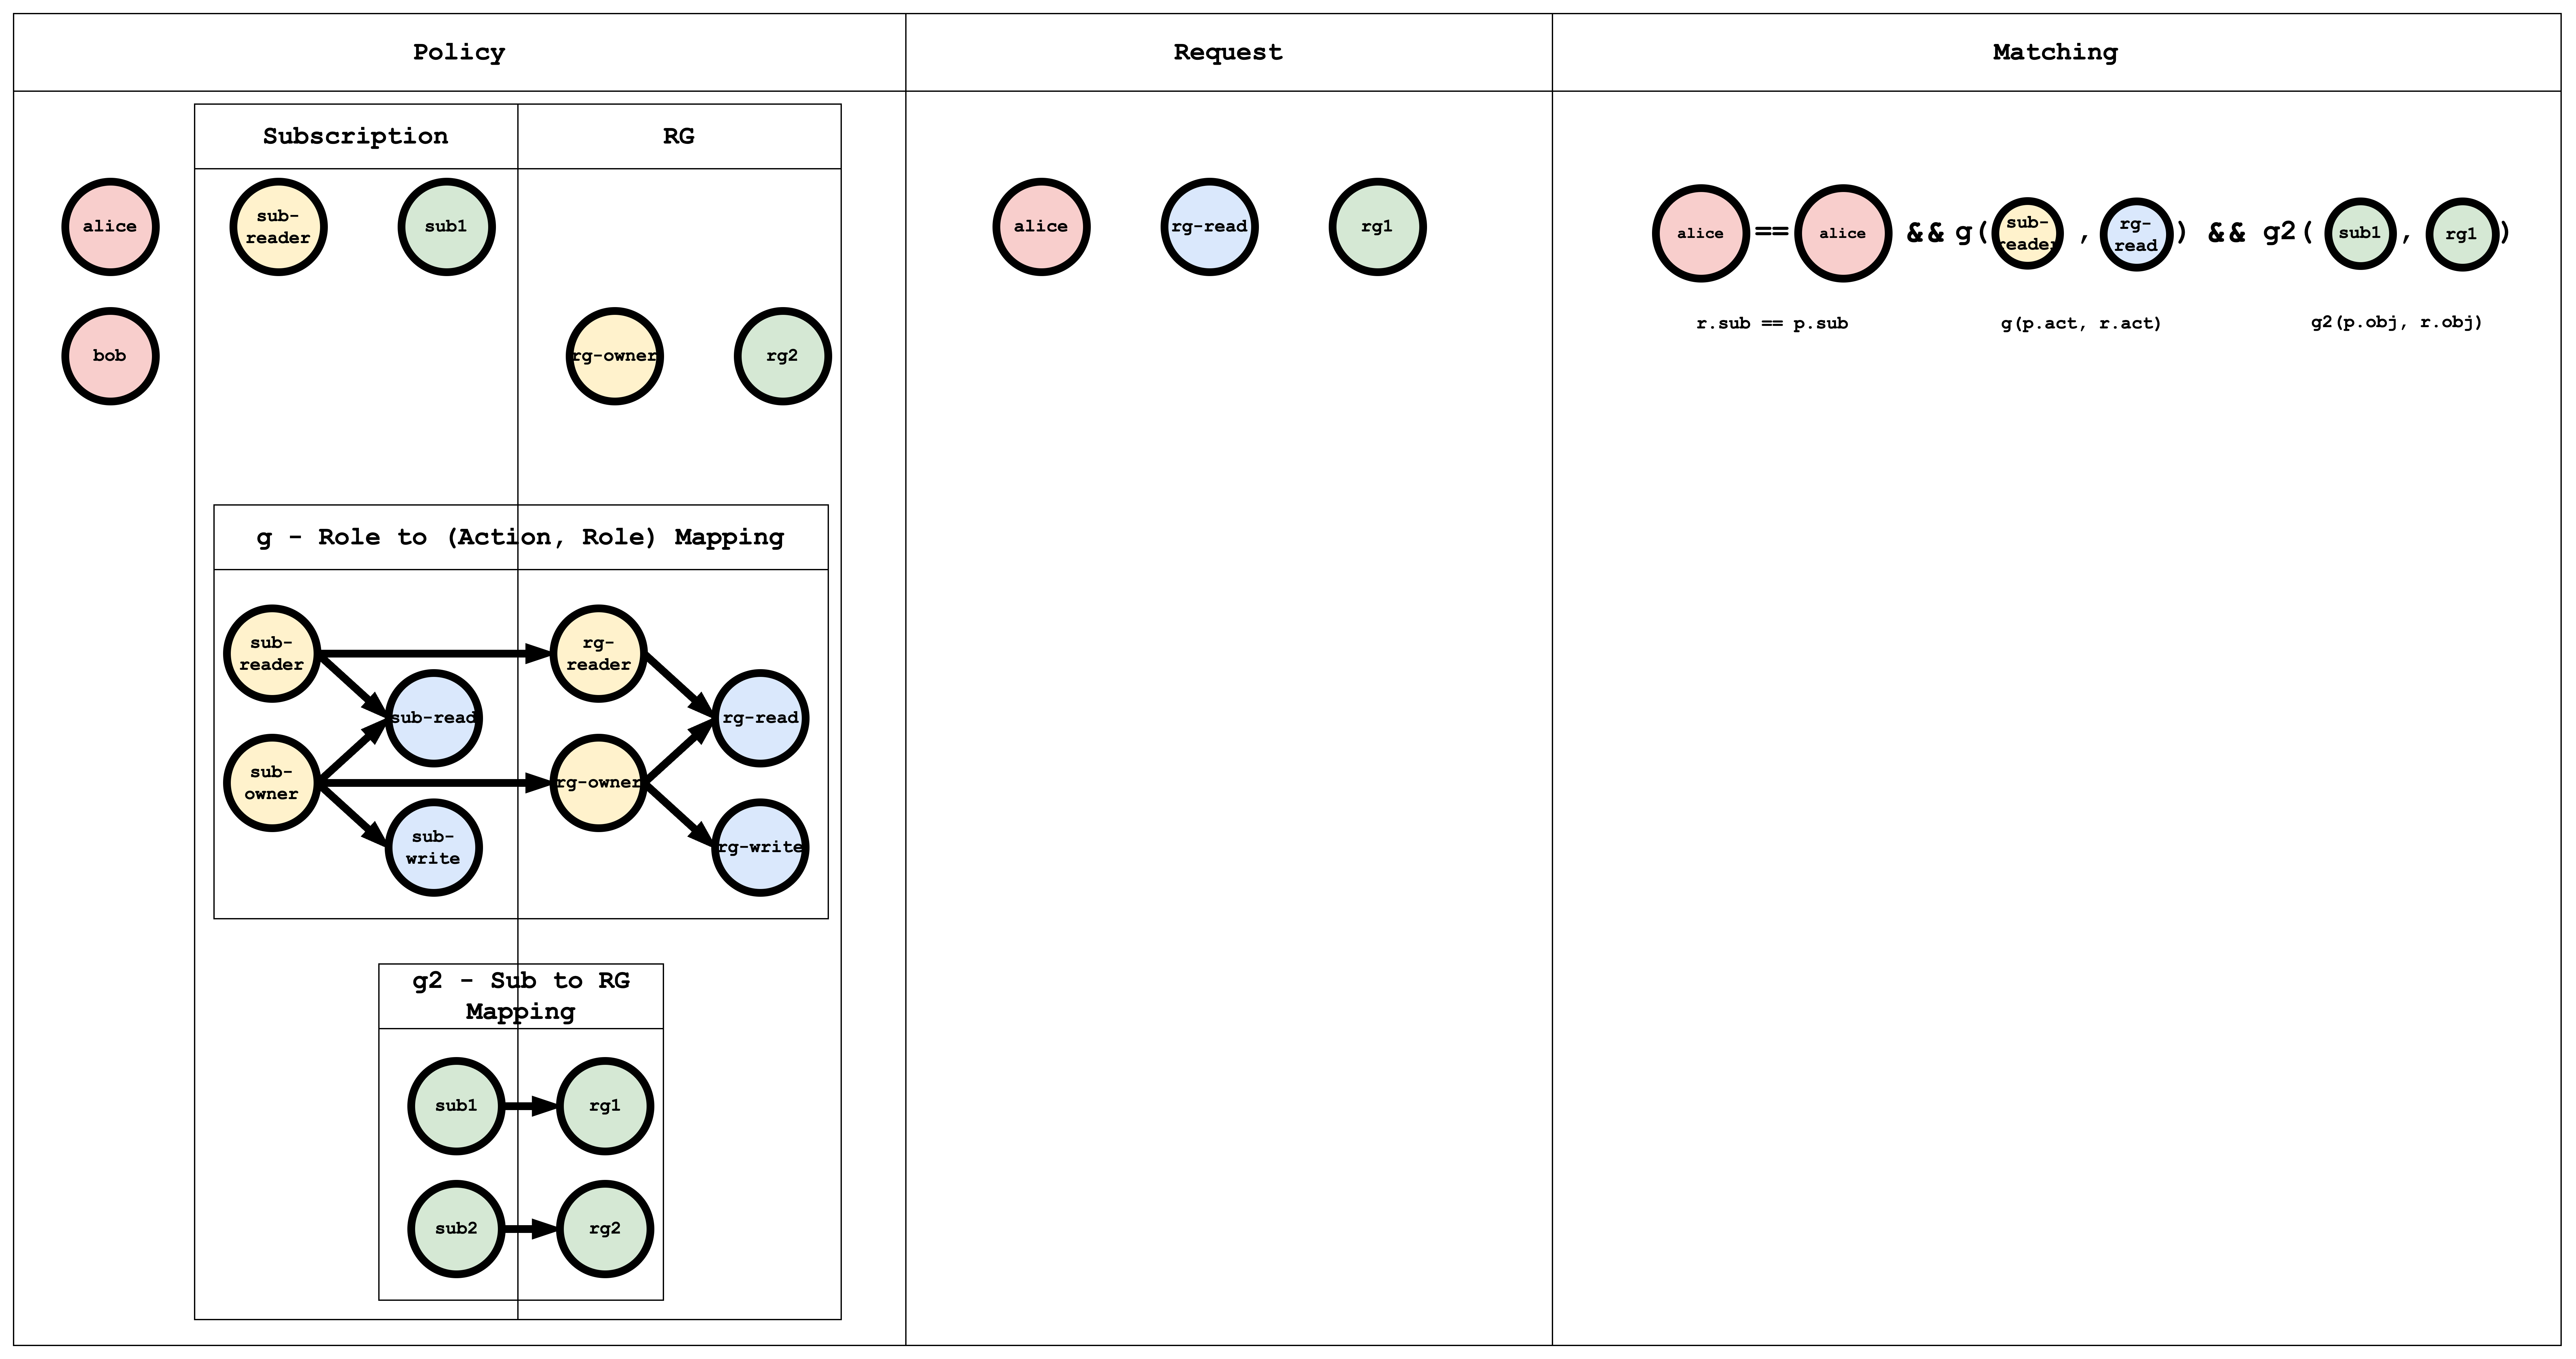 Policy
Request
Matching
Subscription
RG
alice
sub-
reader
sub1
bob
rg-owner
rg2
g - Role to (Action, Role) Mapping
sub-
reader
rg-
reader
sub-read
rg-read
sub-
owner
rg-owner
sub-
write
rg-write
g2 - Sub to RG
Mapping
sub1
rg1
sub2
rg2
alice
rg-read
rg1
alice == alice && g( sub-
reader , rg-
read ) && g2( sub1 , rg1 )
r.sub == p.sub
g(p.act, r.act)
g2(p.obj, r.obj)